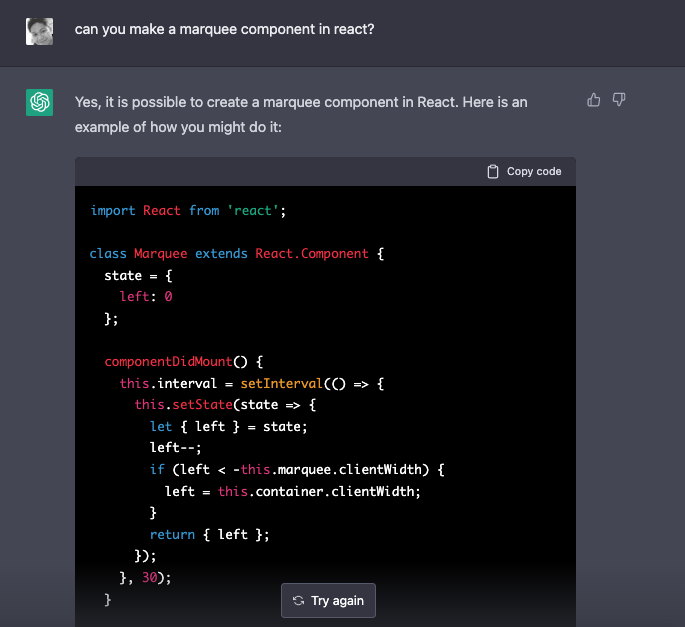 can you make a marquee component in react?
Yes, it is possible to create a marquee component in React. Here is an
example of how you might do it:
Copy code
import React from 'react';
class Marquee extends React.Component {
state = {
left: 0
};
componentDidMount() {
this.interval = setInterval(() => {
this.setState(state => {
let { left } = state;
left--;
if (left < -this.marquee.clientWidth) {
left = this.container.clientWidth;
}
return { left };
});
}, 30);
}
Try again